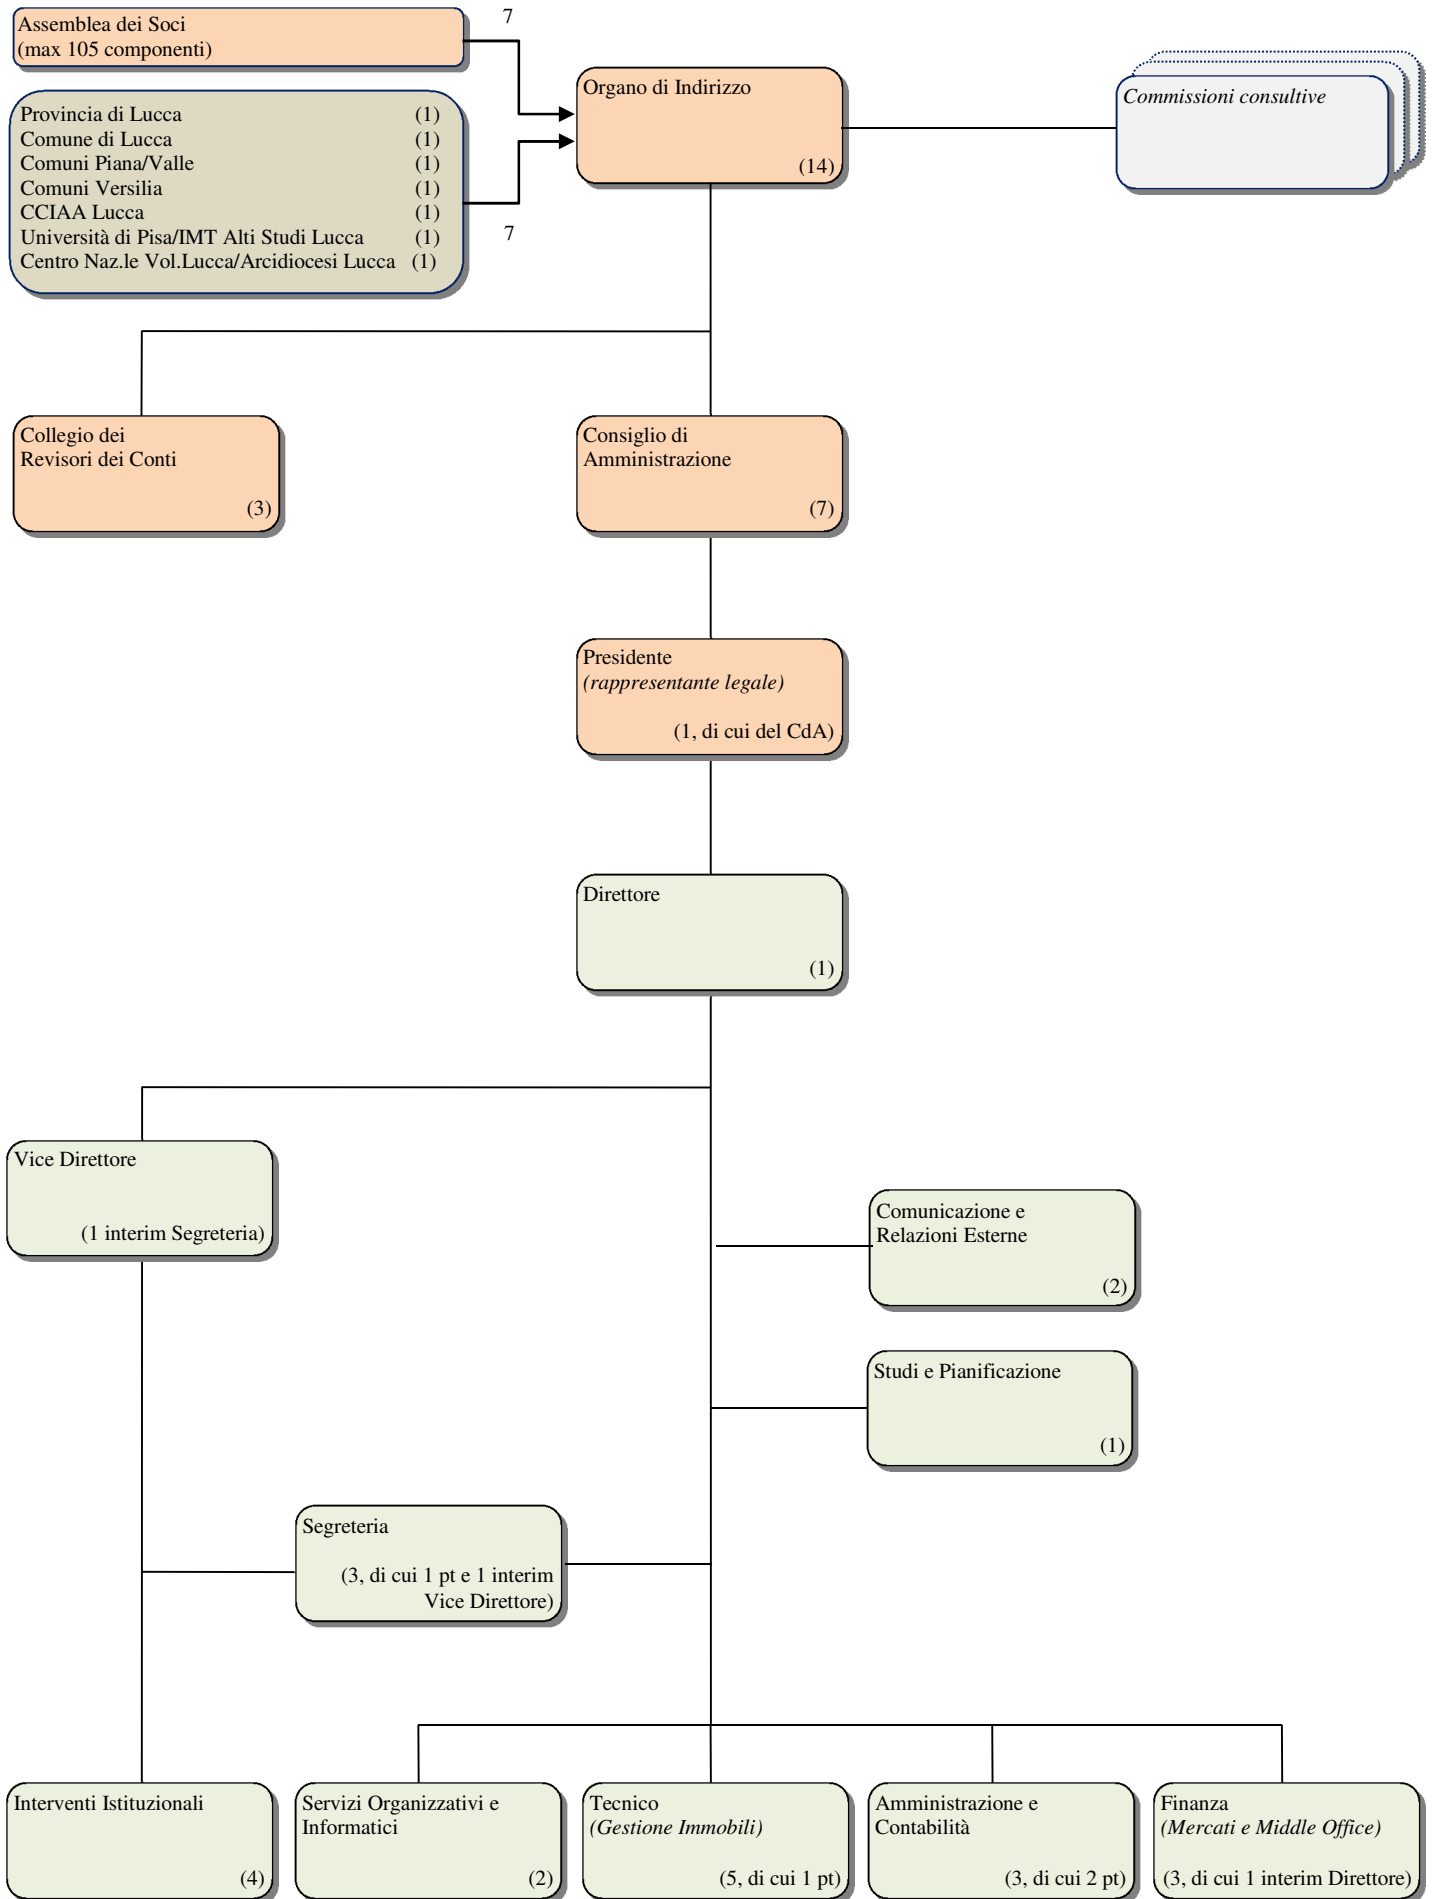 Assemblea dei Soci
(max 105 componenti)
7
Provincia di Lucca (1)
Comune di Lucca (1)
Comuni Piana/Valle (1)
Comuni Versilia (1)
CCIAA Lucca (1)
Università di Pisa/IMT Alti Studi Lucca (1)
Centro Naz.le Vol.Lucca/Arcidiocesi Lucca (1)
7
Organo di Indirizzo
(14)
Commissioni consultive
Collegio dei
Revisori dei Conti
(3)
Consiglio di
Amministrazione
(7)
Presidente
(rappresentante legale)
(1, di cui del CdA)
Direttore
(1)
Vice Direttore
(1 interim Segreteria)
Comunicazione e
Relazioni Esterne
(2)
Studi e Pianificazione
(1)
Segreteria
(3, di cui 1 pt e 1 interim
Vice Direttore)
Interventi Istituzionali
(4)
Servizi Organizzativi e
Informatici
(2)
Tecnico
(Gestione Immobili)
(5, di cui 1 pt)
Amministrazione e
Contabilità
(3, di cui 2 pt)
Finanza
(Mercati e Middle Office)
(3, di cui 1 interim Direttore)